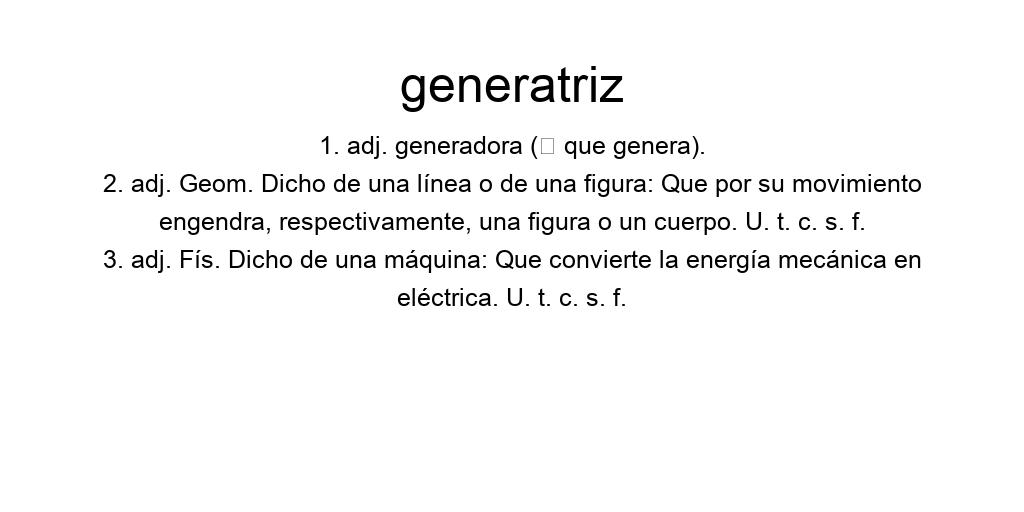 generatriz
1. adj. generadora (□ que genera).
2. adj. Geom. Dicho de una línea o de una figura: Que por su movimiento
engendra, respectivamente, una figura o un cuerpo. U. t. c. s. f.
3. adj. Fís. Dicho de una máquina: Que convierte la energía mecánica en
eléctrica. U. t. c. s. f.